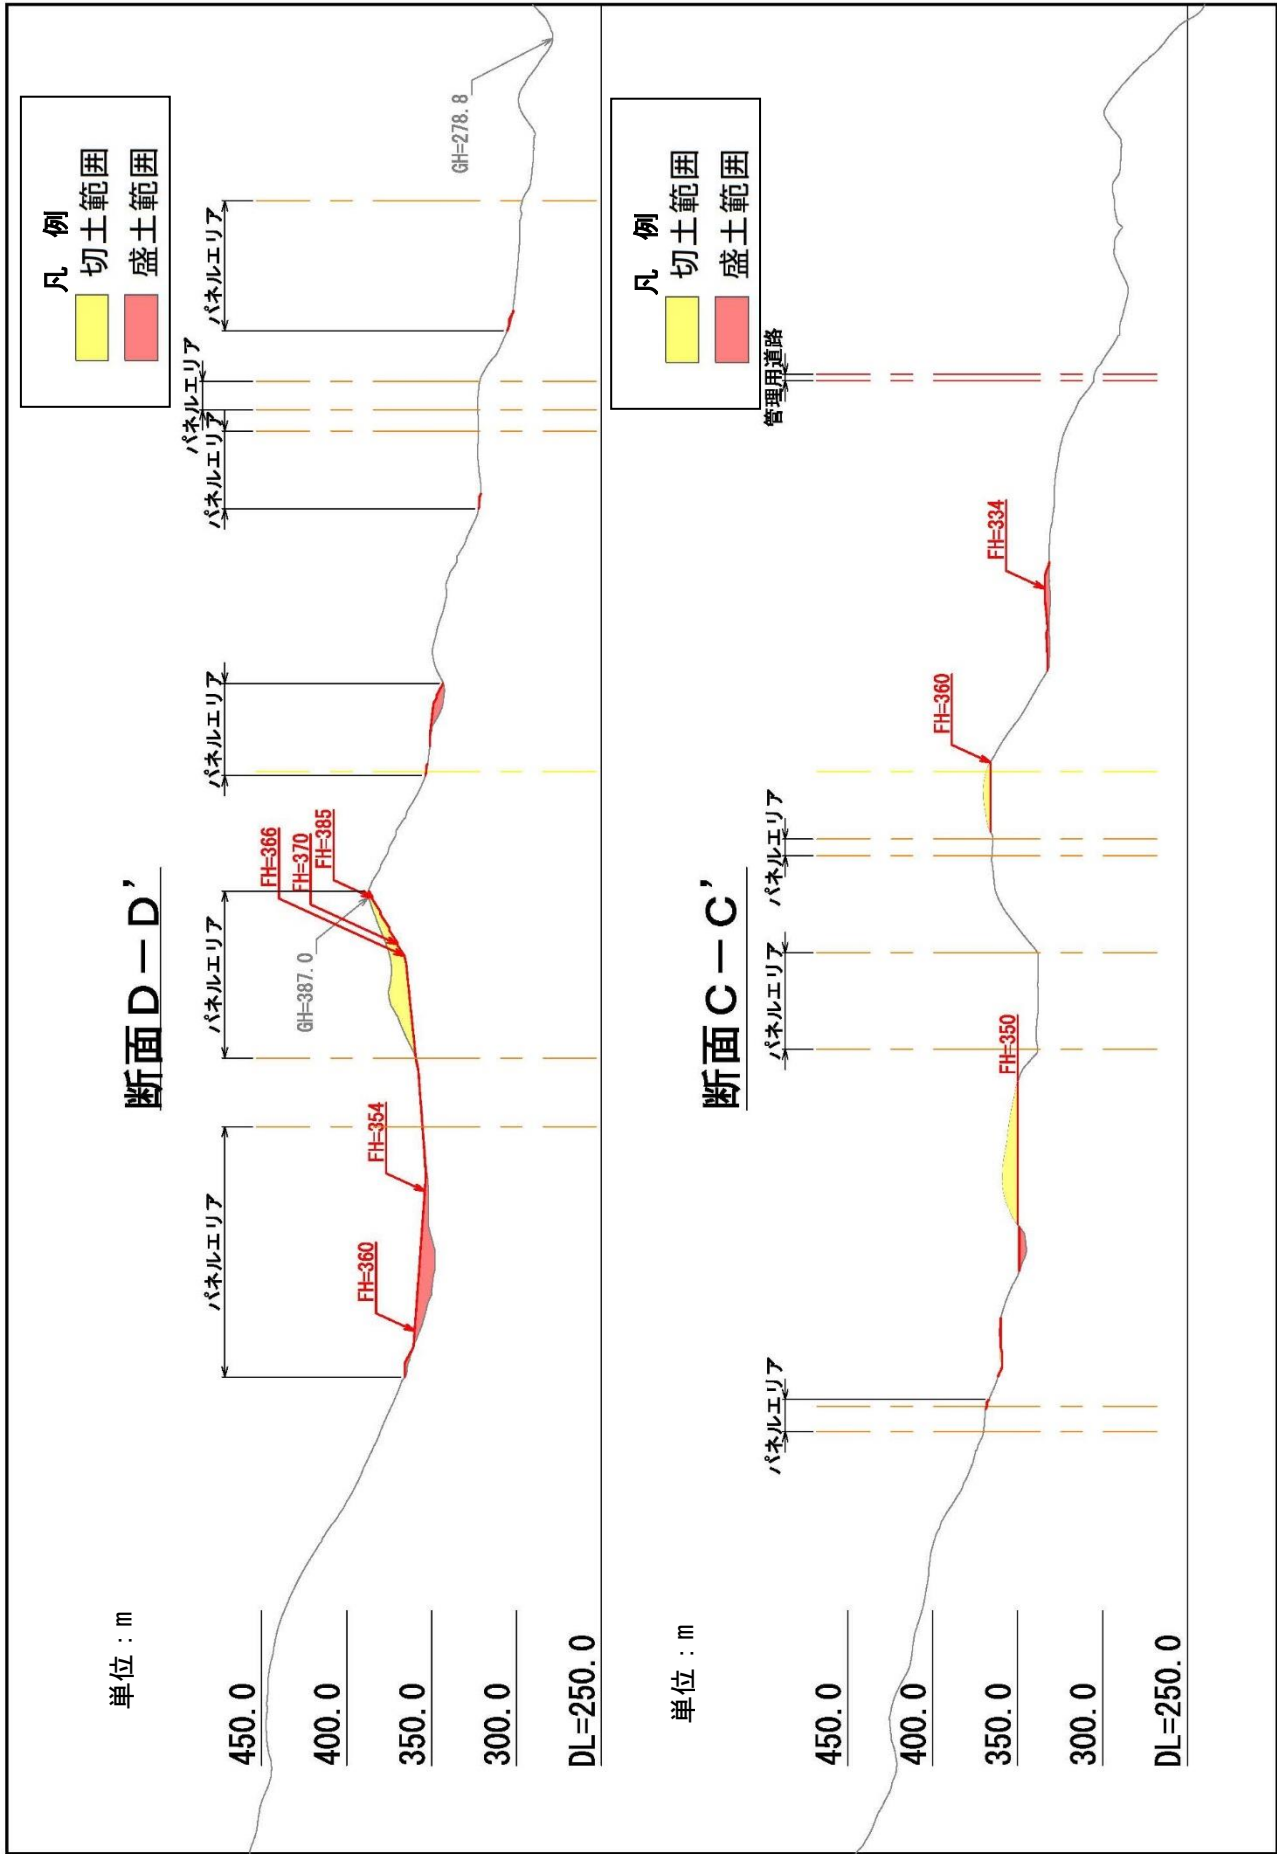 断面D－D'
単位：m
凡 例
切土範囲
盛土範囲
450.0
400.0
350.0
300.0
DL=250.0
パネルエリア
FH=360
FH=354
パネルエリア
GH=387.0
FH=366
FH=370
FH=385
パネルエリア
パネルエリア
パネルエリア
パネルエリア
GH=278.8
断面C－C'
単位：m
凡 例
切土範囲
盛土範囲
450.0
400.0
350.0
300.0
DL=250.0
パネルエリア
FH=350
パネルエリア
パネルエリア
FH=360
FH=334
管理用道路